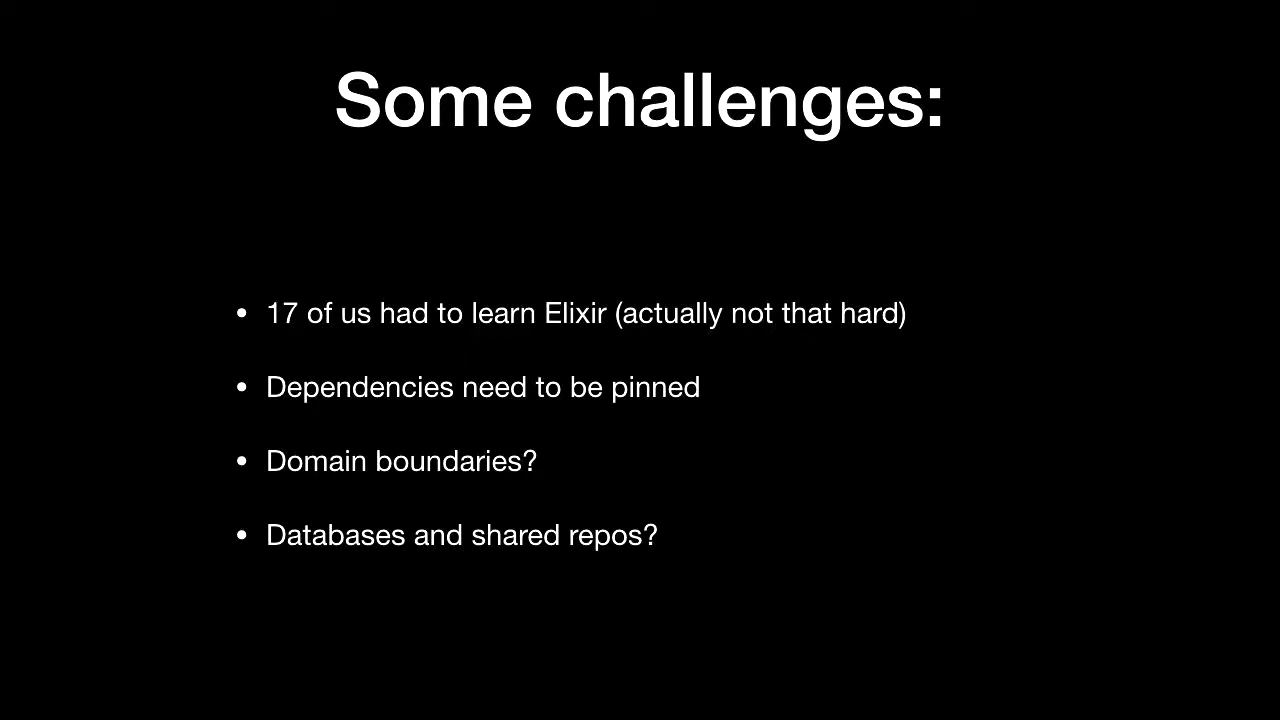 Some challenges:
• 17 of us had to learn Elixir (actually not that hard)
• Dependencies need to be pinned
• Domain boundaries?
• Databases and shared repos?